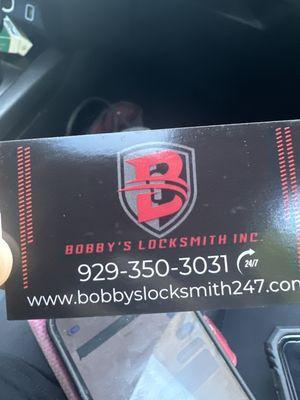 B
BOBBY'S LOCKSMITH INC.
929-350-3031 24/7
www.bobbyslocksmith247.com